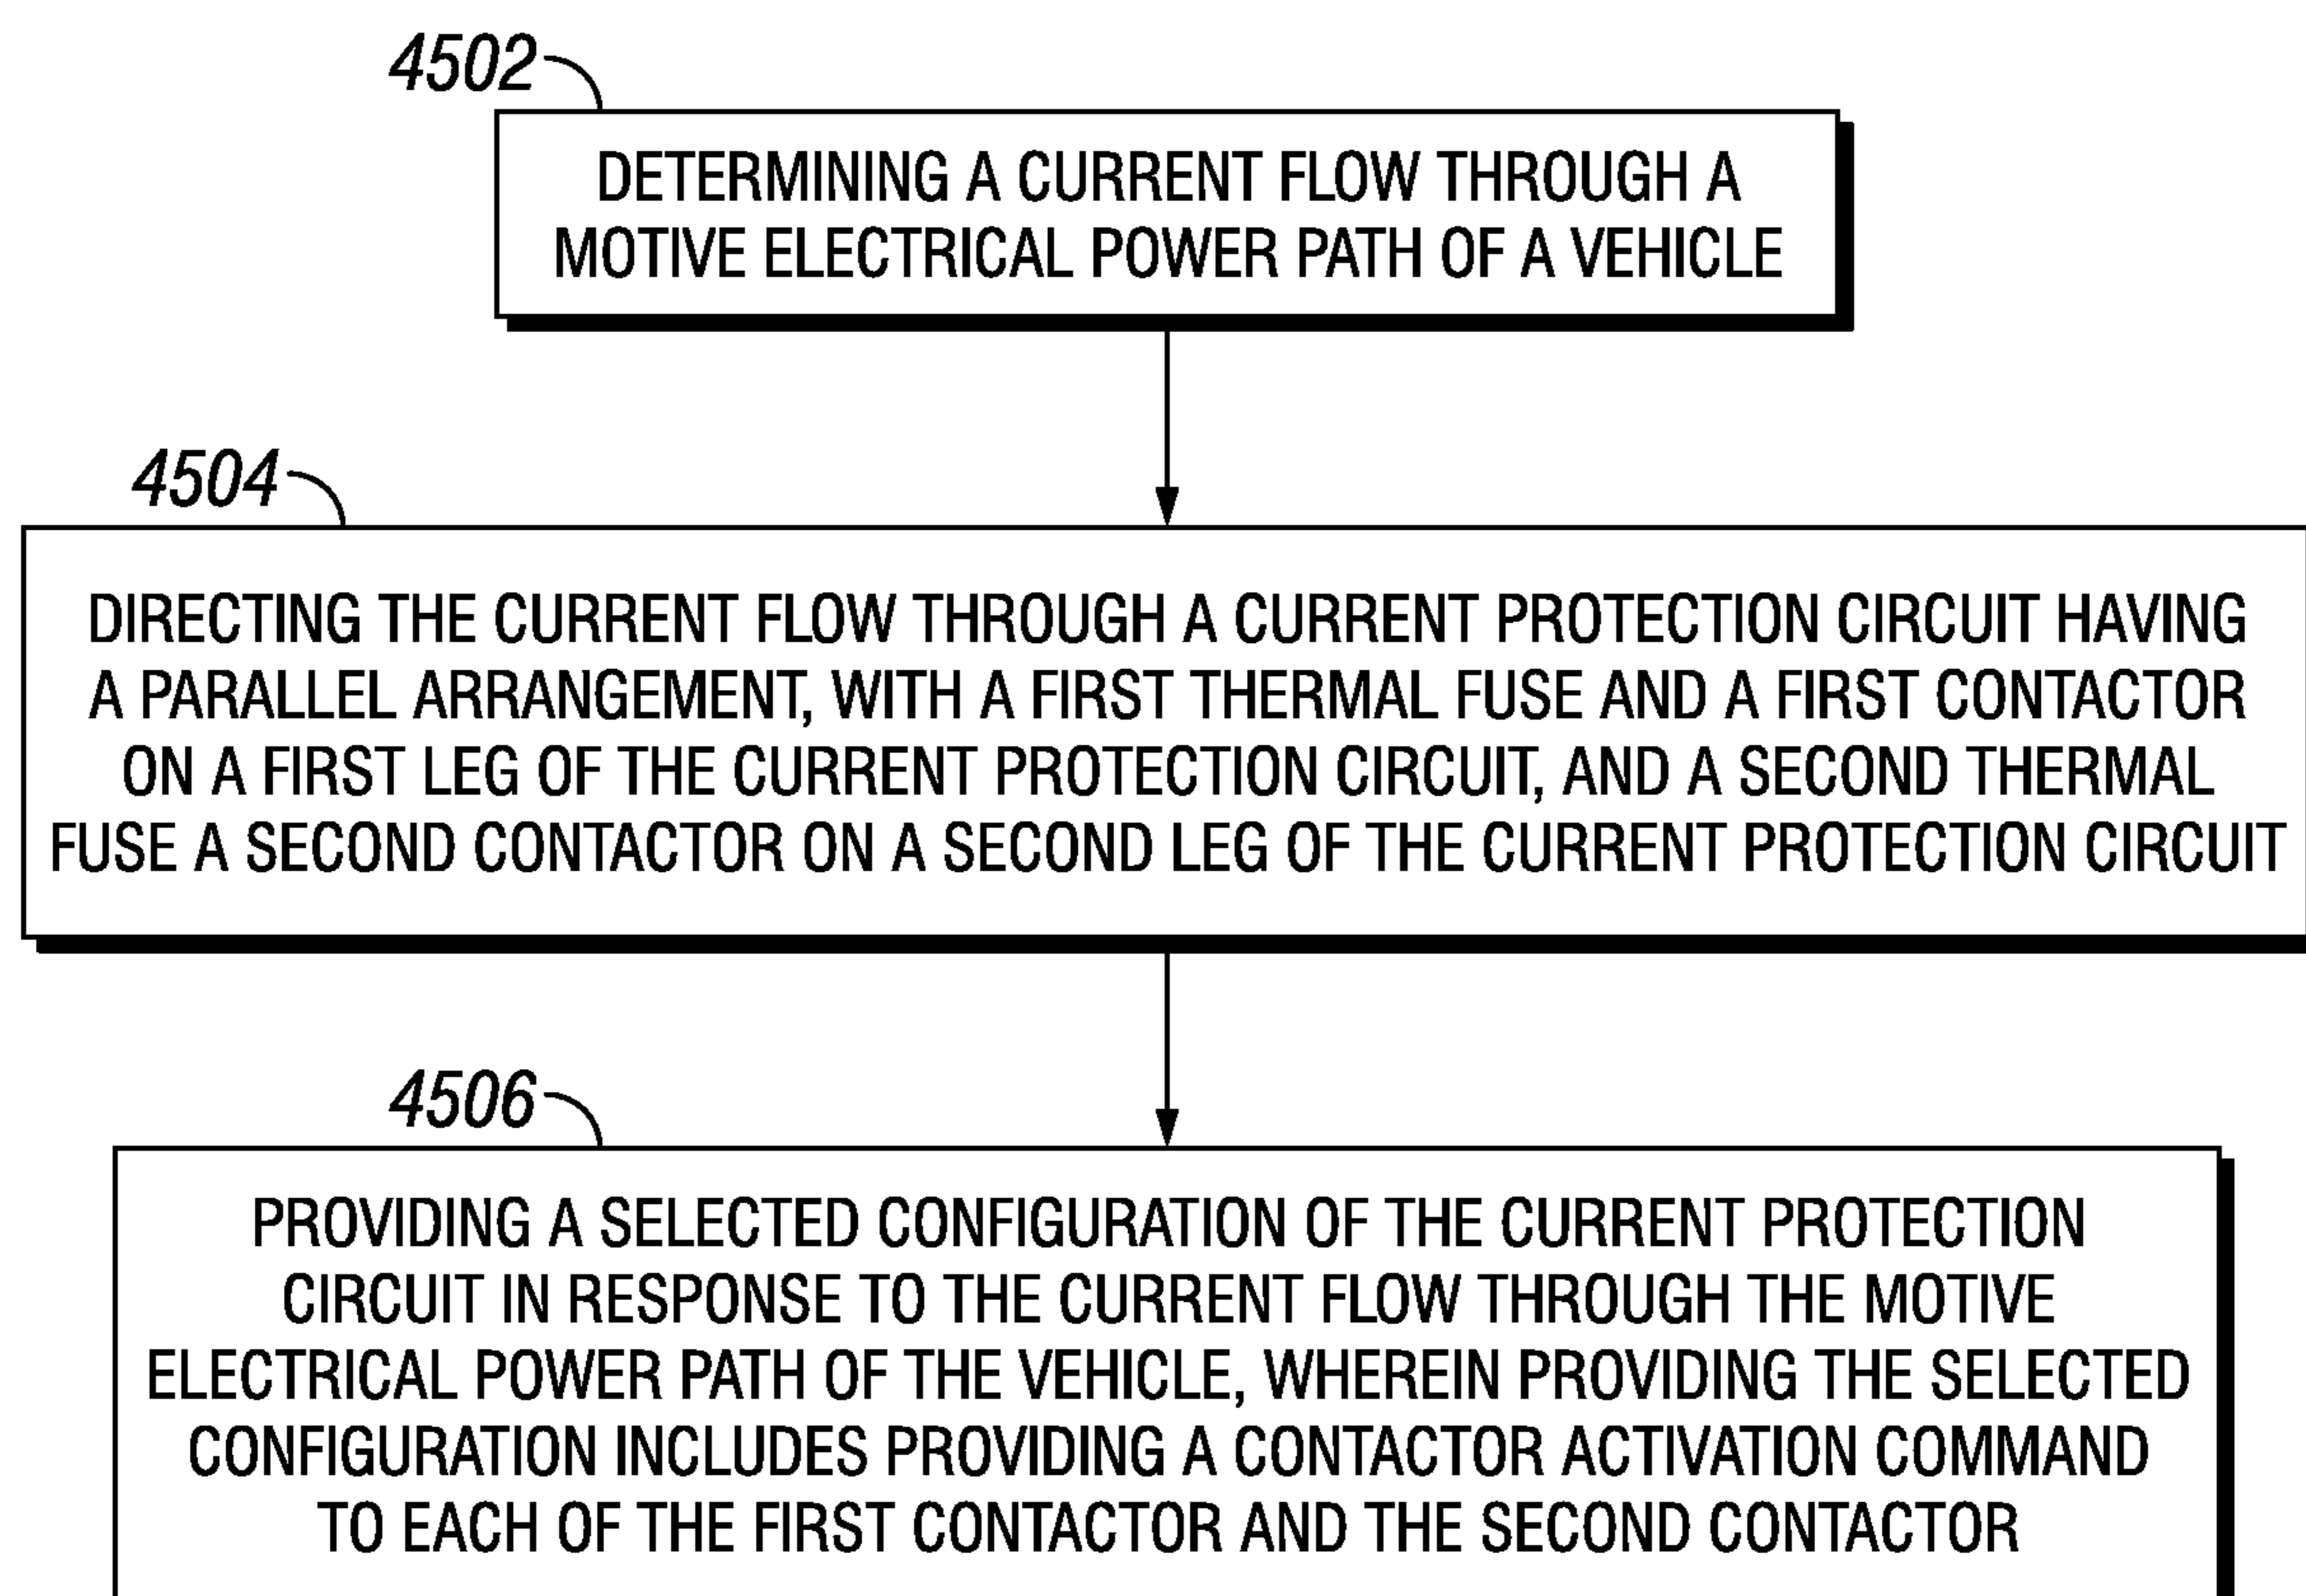 4502
DETERMINING A CURRENT FLOW THROUGH A
MOTIVE ELECTRICAL POWER PATH OF A VEHICLE
4504
DIRECTING THE CURRENT FLOW THROUGH A CURRENT PROTECTION CIRCUIT HAVING
A PARALLEL ARRANGEMENT, WITH A FIRST THERMAL FUSE AND A FIRST CONTACTOR
ON A FIRST LEG OF THE CURRENT PROTECTION CIRCUIT, AND A SECOND THERMAL
FUSE A SECOND CONTACTOR ON A SECOND LEG OF THE CURRENT PROTECTION CIRCUIT
4506
PROVIDING A SELECTED CONFIGURATION OF THE CURRENT PROTECTION
CIRCUIT IN RESPONSE TO THE CURRENT FLOW THROUGH THE MOTIVE
ELECTRICAL POWER PATH OF THE VEHICLE, WHEREIN PROVIDING THE SELECTED
CONFIGURATION INCLUDES PROVIDING A CONTACTOR ACTIVATION COMMAND
TO EACH OF THE FIRST CONTACTOR AND THE SECOND CONTACTOR